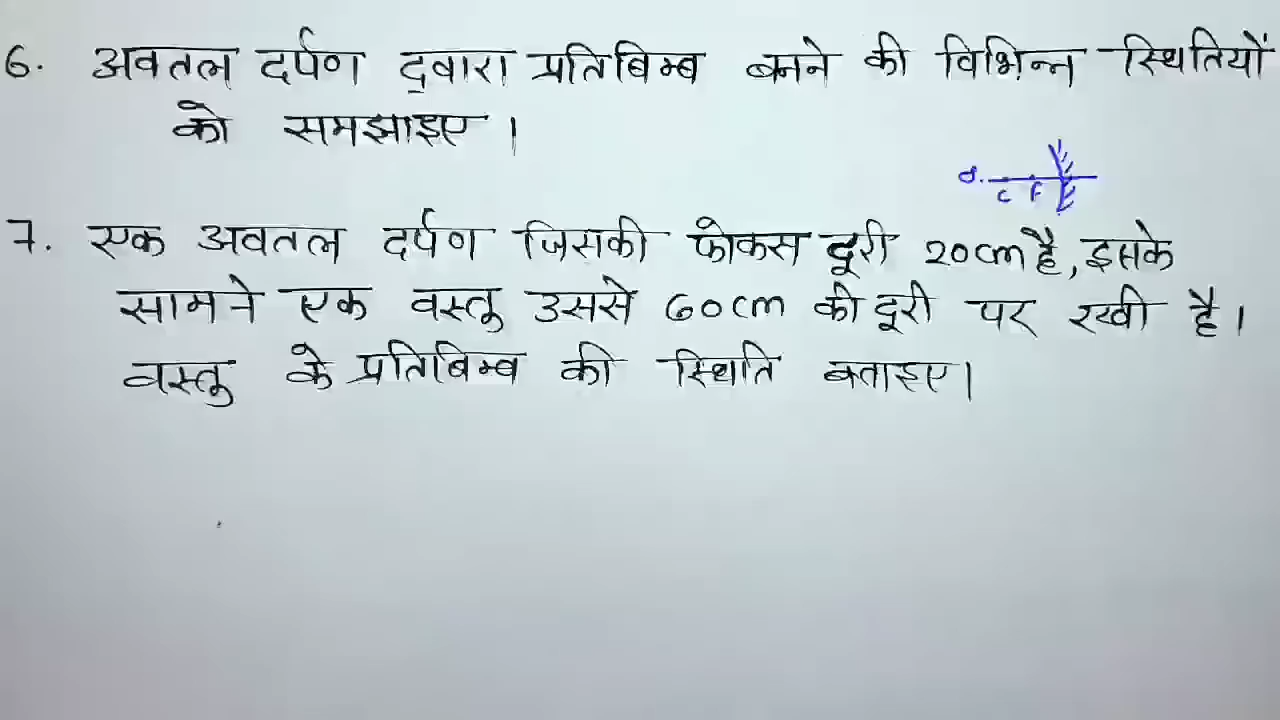 6. अवतल दर्पण द्वारा प्रतिबिम्ब बनने की विभिन्न स्थितियों
को समझाइए।
∞. C F
7. एक अवतल दर्पण जिसकी फोकस दूरी 20cm है, इसके
सामने एक वस्तु उससे 60cm की दूरी पर रखी है।
वस्तु के प्रतिबिम्ब की स्थिति बताइए।